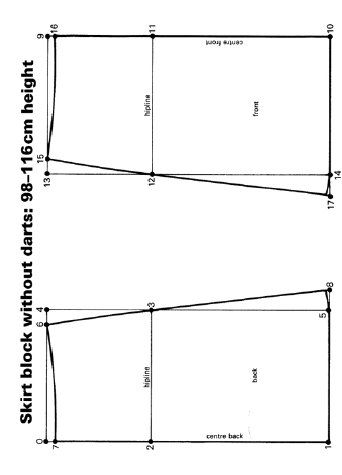 Skirt block without darts: 98–116cm height
0
6
4
7
2
hipline
3
centre back
back
1
5
8
13
15
9
16
12
hipline
11
front
centre front
17
14
10